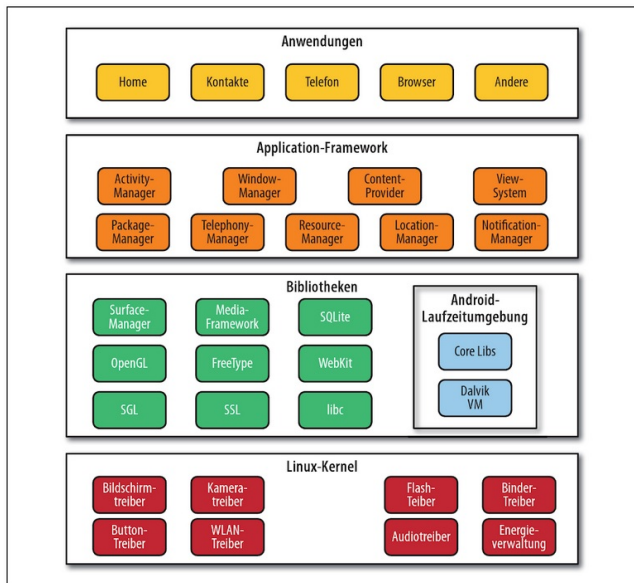 Anwendungen
Home
Kontakte
Telefon
Browser
Andere
Application-Framework
Activity-
Manager
Window-
Manager
Content-
Provider
View-
System
Package-
Manager
Telephony-
Manager
Resource-
Manager
Location-
Manager
Notification-
Manager
Bibliotheken
Surface-
Manager
Media-
Framework
SQLite
OpenGL
FreeType
WebKit
SGL
SSL
libc
Android-
Laufzeitumgebung
Core Libs
Dalvik
VM
Linux-Kernel
Bildschirm-
treiber
Kamera-
treiber
Flash-
Teiber
Binder-
Treiber
Button-
Treiber
WLAN-
Treiber
Audiotreiber
Energie-
verwaltung